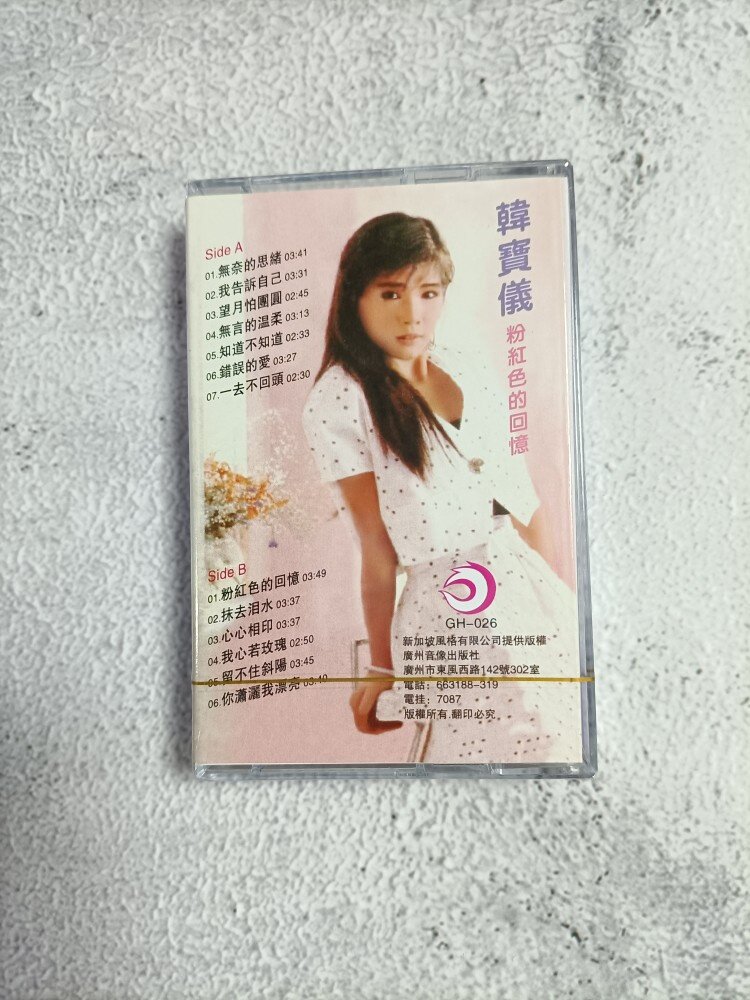 韓寶儀
粉紅色的回憶
Side A
01.無奈的思緒 03:41
02.我告訴自己 03:31
03.望月怕團圓 02:45
04.無言的温柔 03:13
05.知道不知道 02:33
06.錯誤的愛 03:27
07.一去不回頭 02:30
Side B
01.粉紅色的回憶 03:49
02.抹去泪水 03:37
03.心心相印 03:37
04.我心若玫瑰 02:50
05.留不住斜陽 03:45
06.你瀟灑我漂亮 03:40
GH-026
新加坡風格有限公司提供版權
廣州音像出版社
廣州市東風西路142號302室
電話：663188-319
電挂：7087
版權所有.翻印必究